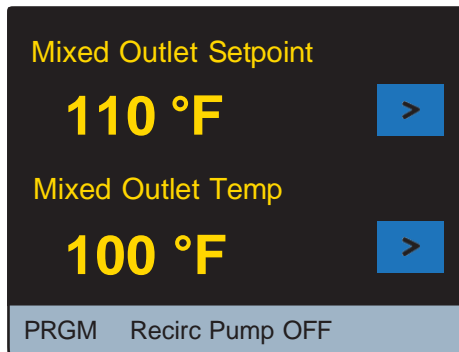 Mixed Outlet Setpoint
110 °F >
Mixed Outlet Temp
100 °F >
PRGM Recirc Pump OFF